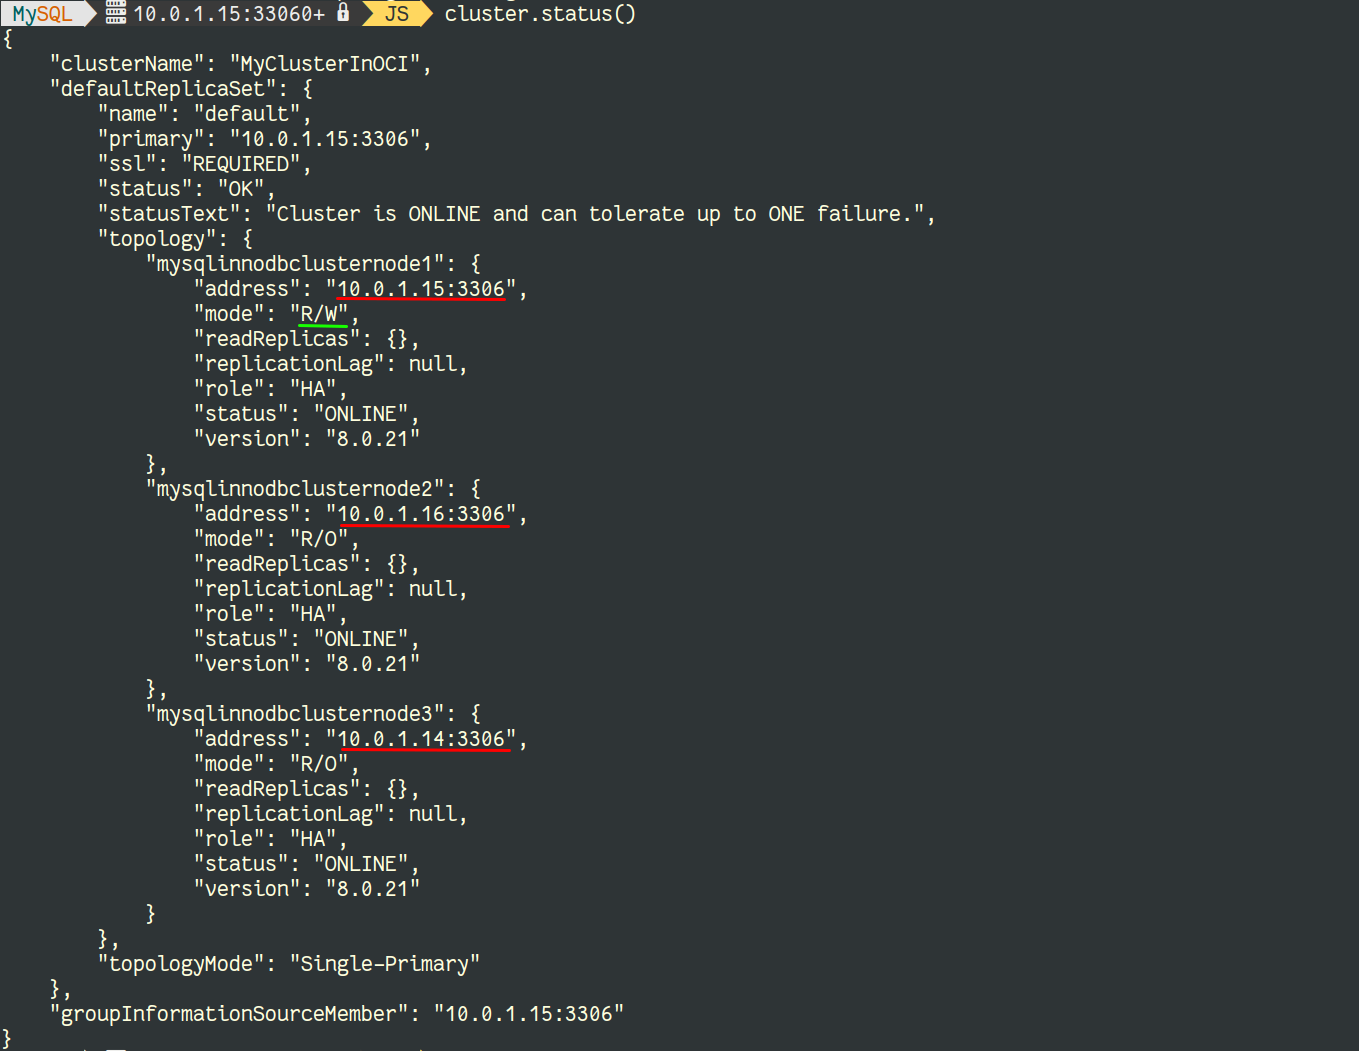 MySQL 10.0.1.15:33060+ JS cluster.status()
{
    "clusterName": "MyClusterInOCI",
    "defaultReplicaSet": {
        "name": "default",
        "primary": "10.0.1.15:3306",
        "ssl": "REQUIRED",
        "status": "OK",
        "statusText": "Cluster is ONLINE and can tolerate up to ONE failure.",
        "topology": {
            "mysqlinnodbclusternode1": {
                "address": "10.0.1.15:3306",
                "mode": "R/W",
                "readReplicas": {},
                "replicationLag": null,
                "role": "HA",
                "status": "ONLINE",
                "version": "8.0.21"
            },
            "mysqlinnodbclusternode2": {
                "address": "10.0.1.16:3306",
                "mode": "R/O",
                "readReplicas": {},
                "replicationLag": null,
                "role": "HA",
                "status": "ONLINE",
                "version": "8.0.21"
            },
            "mysqlinnodbclusternode3": {
                "address": "10.0.1.14:3306",
                "mode": "R/O",
                "readReplicas": {},
                "replicationLag": null,
                "role": "HA",
                "status": "ONLINE",
                "version": "8.0.21"
            }
        },
        "topologyMode": "Single-Primary"
    },
    "groupInformationSourceMember": "10.0.1.15:3306"
}